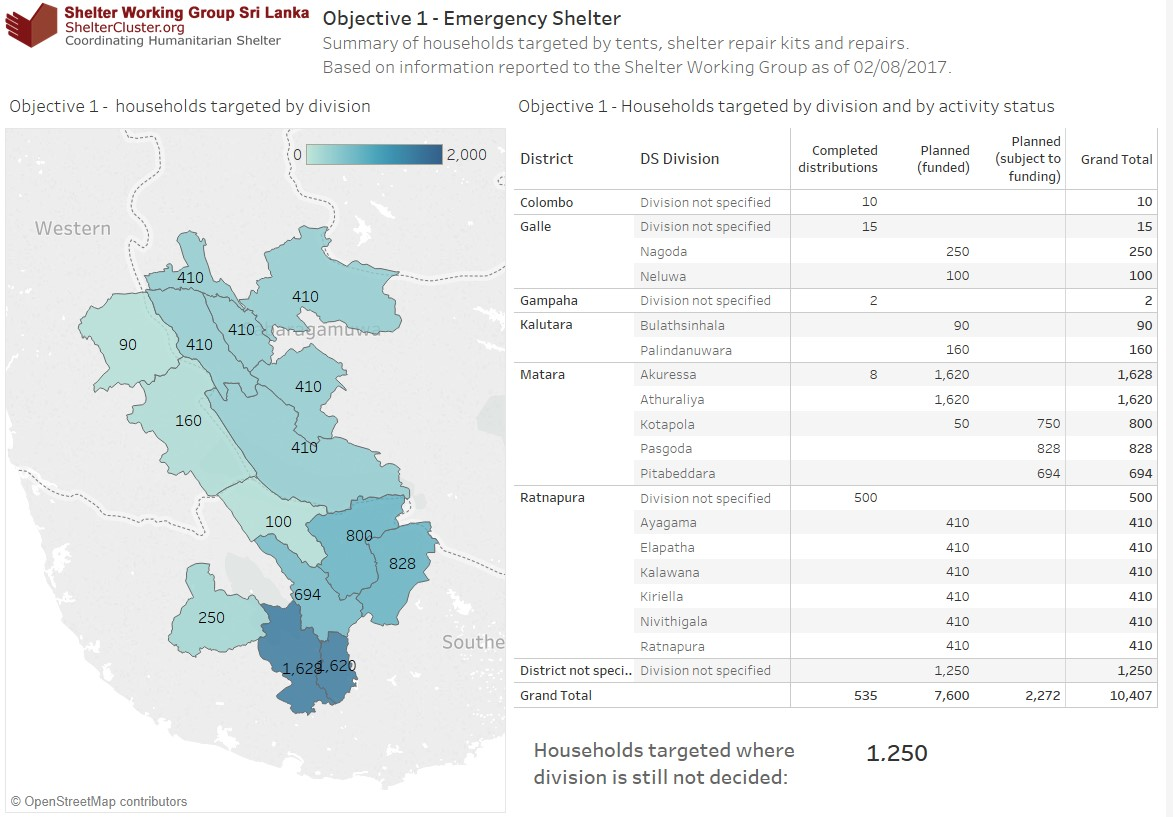 Shelter Working Group Sri Lanka
ShelterCluster.org
Coordinating Humanitarian Shelter
Objective 1 - Emergency Shelter
Summary of households targeted by tents, shelter repair kits and repairs.
Based on information reported to the Shelter Working Group as of 02/08/2017.
Objective 1 - households targeted by division
0 2,000
Western
410
410
aragamuwa
410
410
90
410
160
410
100
800
828
694
250
1,628
1,620
Southe
© OpenStreetMap contributors
Objective 1 - Households targeted by division and by activity status
District DS Division Completed distributions Planned (funded) Planned (subject to funding) Grand Total
Colombo Division not specified 10 10
Galle Division not specified 15 15
Nagoda 250 250
Neluwa 100 100
Gampaha Division not specified 2 2
Kalutara Bulathsinhala 90 90
Palindanuwara 160 160
Matara Akuressa 8 1,620 1,628
Athuraliya 1,620 1,620
Kotapola 50 750 800
Pasgoda 828 828
Pitabeddara 694 694
Ratnapura Division not specified 500 500
Ayagama 410 410
Elapatha 410 410
Kalawana 410 410
Kiriella 410 410
Nivithigala 410 410
Ratnapura 410 410
District not speci.. Division not specified 1,250 1,250
Grand Total 535 7,600 2,272 10,407
Households targeted where
division is still not decided:
1,250